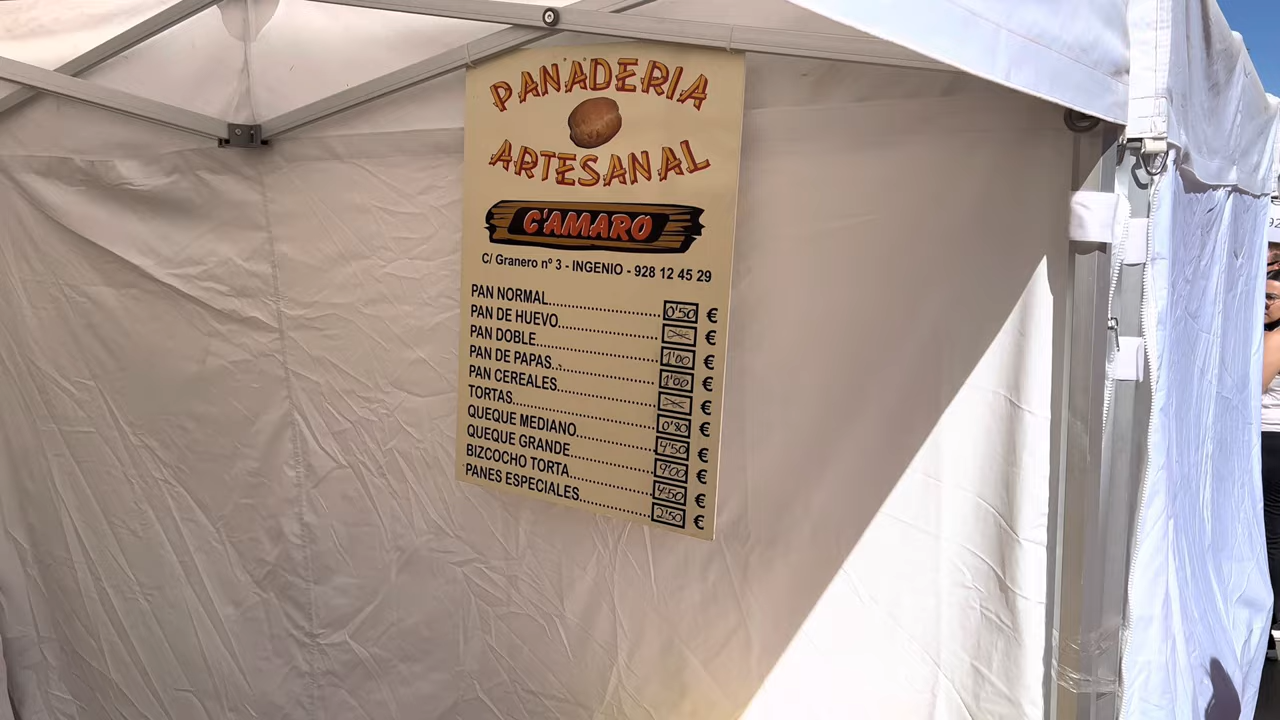 PANADERIA
ARTESANAL
C'AMARO
C/ Granero nº 3 - INGENIO - 928 12 45 29
PAN NORMAL 0'50 €
PAN DE HUEVO €
PAN DOBLE 1'00 €
PAN DE PAPAS 1'00 €
PAN CEREALES €
TORTAS 0'80 €
QUEQUE MEDIANO 4'50 €
QUEQUE GRANDE 9'00 €
BIZCOCHO TORTA 4'50 €
PANES ESPECIALES 2'50 €
92